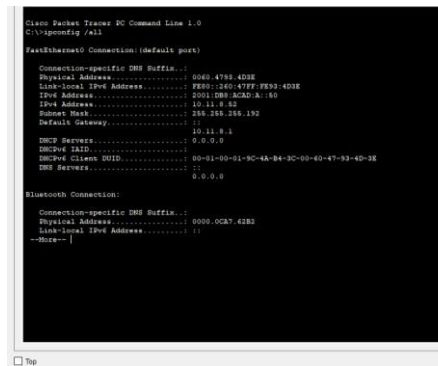 Cisco Packet Tracer PC Command Line 1.0
C:\>ipconfig /all
FastEthernet0 Connection:(default port)
Connection-specific DNS Suffix..:
Physical Address................: 0060.4793.4D3E
Link-local IPv6 Address.........: FE80::260:47FF:FE93:4D3E
IPv6 Address....................: 2001:DB8:ACAD:A::50
IPv4 Address....................: 10.11.8.52
Subnet Mask.....................: 255.255.255.192
Default Gateway.................: ::
10.11.8.1
DHCP Servers....................: 0.0.0.0
DHCPv6 IAID.....................:
DHCPv6 Client DUID..............: 00-01-00-01-9C-4A-B4-3C-00-60-47-93-4D-3E
DNS Servers.....................: ::
0.0.0.0
Bluetooth Connection:
Connection-specific DNS Suffix..:
Physical Address................: 0000.0CA7.62B2
Link-local IPv6 Address.........: ::
--More--
Top